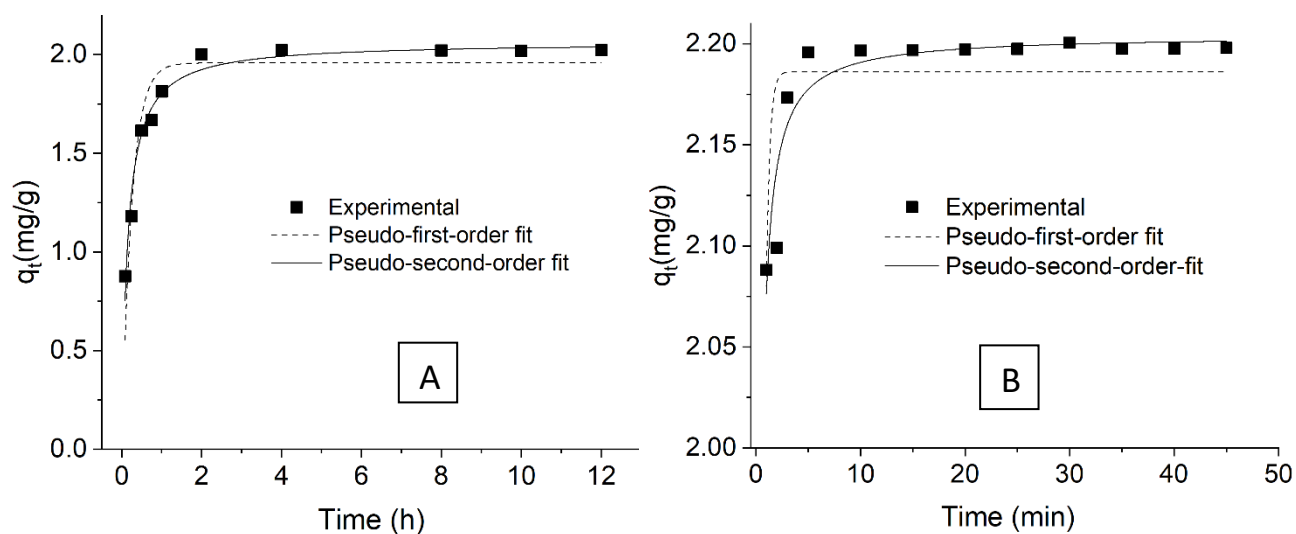 2.0
1.5
1.0
0.5
0.0
q_t(mg/g)
Experimental
Pseudo-first-order fit
Pseudo-second-order fit
A
0 2 4 6 8 10 12
Time (h)
2.20
2.15
2.10
2.05
2.00
q_t(mg/g)
Experimental
Pseudo-first-order fit
Pseudo-second-order-fit
B
0 10 20 30 40 50
Time (min)